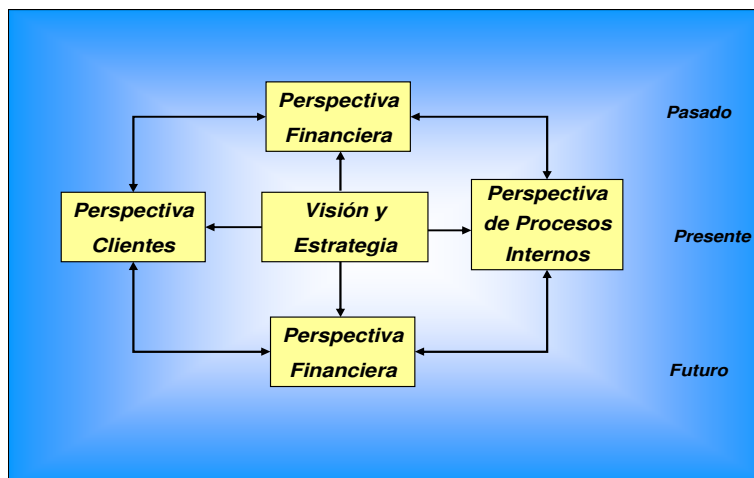 Perspectiva
Financiera
Pasado
Perspectiva
Clientes
Visión y
Estrategia
Perspectiva
de Procesos
Internos
Presente
Perspectiva
Financiera
Futuro